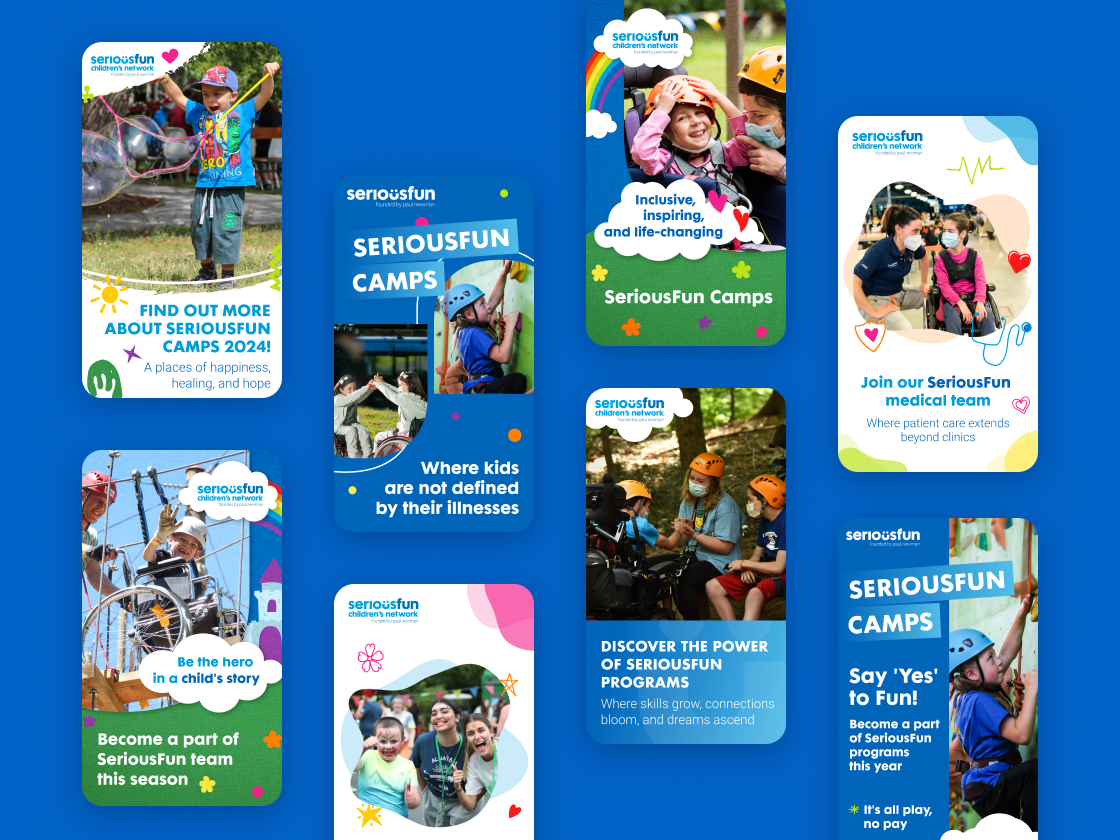 seriousfun
children's network
founded by paul newman
FIND OUT MORE
ABOUT SERIOUSFUN
CAMPS 2024!
A places of happiness,
healing, and hope
seriousfun
children's network
founded by paul newman
Be the hero
in a child's story
Become a part of
SeriousFun team
this season
seriousfun
founded by paul newman
SERIOUSFUN
CAMPS
Where kids
are not defined
by their illnesses
seriousfun
children's network
founded by paul newman
seriousfun
children's network
founded by paul newman
Inclusive,
inspiring,
and life-changing
SeriousFun Camps
seriousfun
children's network
founded by paul newman
DISCOVER THE POWER
OF SERIOUSFUN
PROGRAMS
Where skills grow, connections
bloom, and dreams ascend
seriousfun
children's network
founded by paul newman
Join our SeriousFun
medical team
Where patient care extends
beyond clinics
seriousfun
founded by paul newman
SERIOUSFUN
CAMPS
Say 'Yes'
to Fun!
Become a part
of SeriousFun
programs
this year
It's all play,
no pay